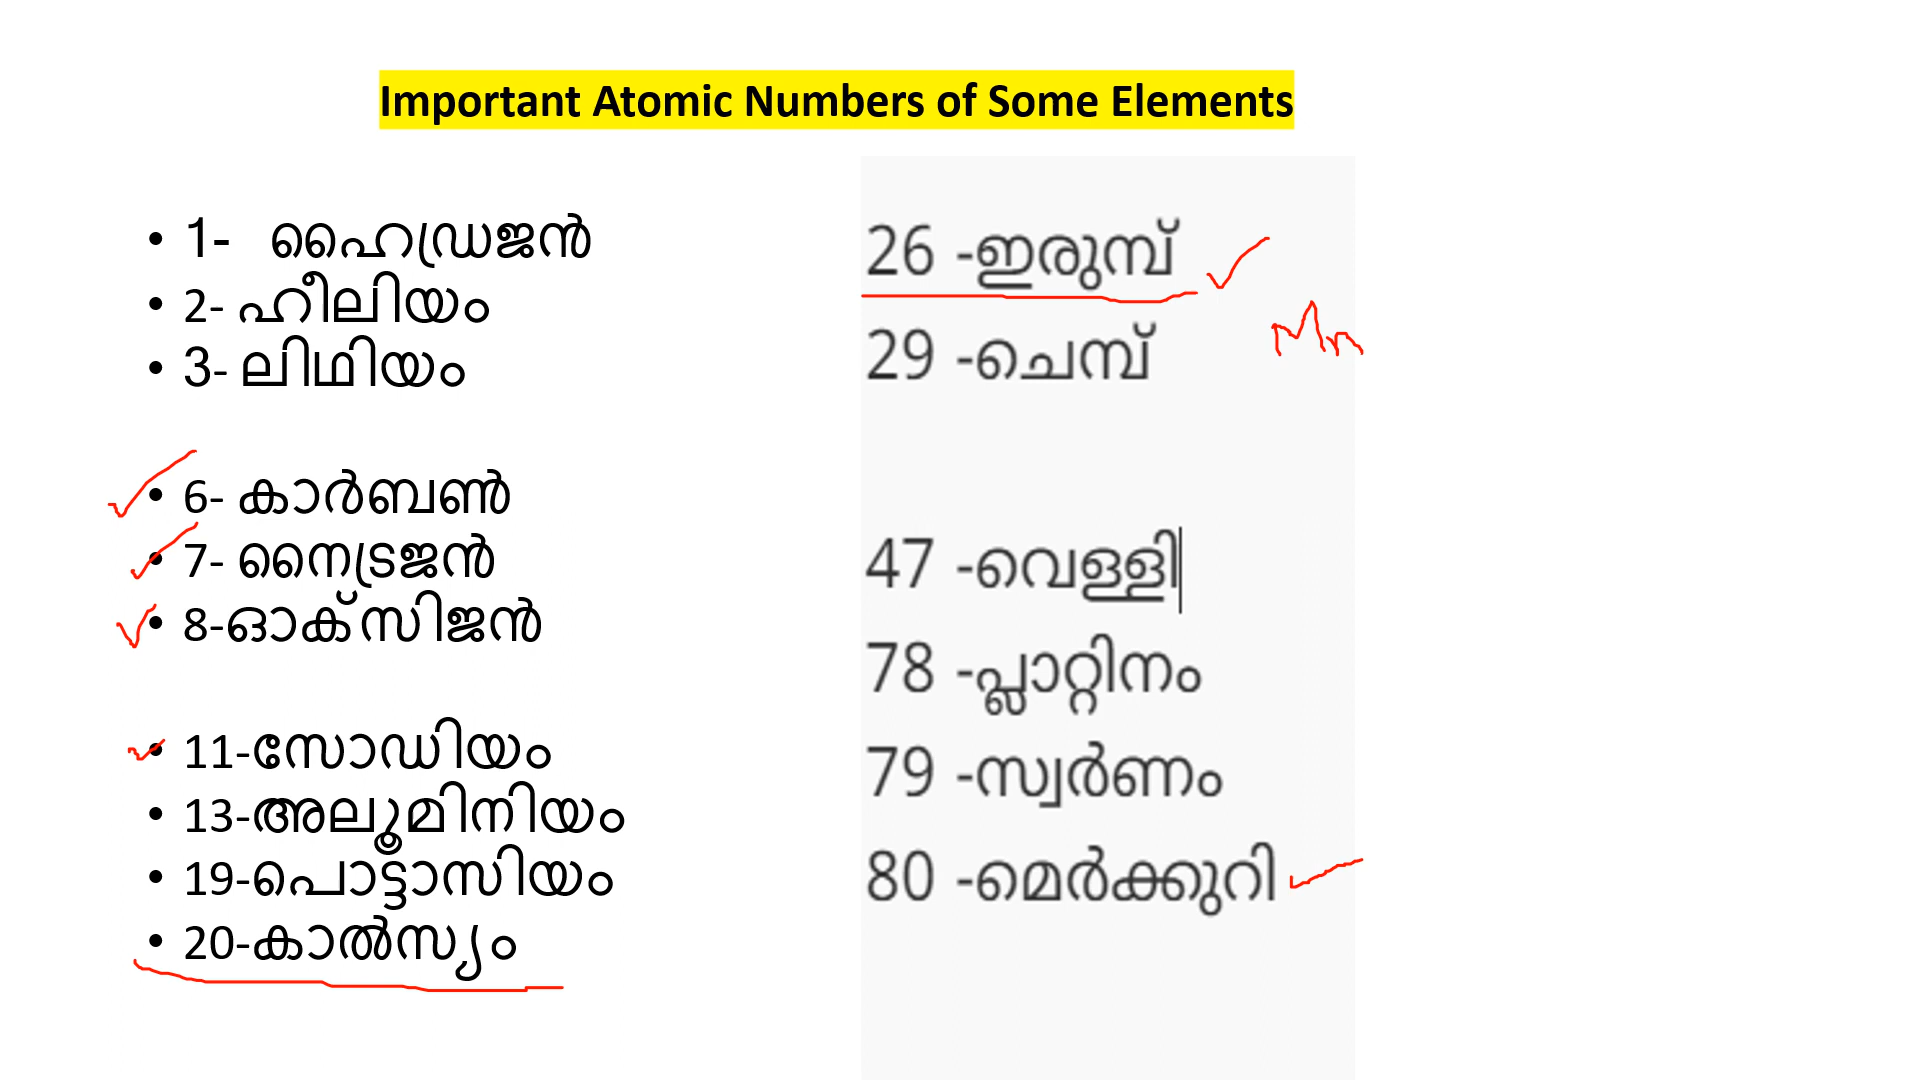 Important Atomic Numbers of Some Elements
• 1- ഹൈഡ്രജൻ
• 2- ഹീലിയം
• 3- ലിഥിയം
• 6- കാർബൺ
• 7- നൈട്രജൻ
• 8-ഓക്സിജൻ
• 11-സോഡിയം
• 13-അലൂമിനിയം
• 19-പൊട്ടാസിയം
• 20-കാൽസ്യം
26 -ഇരുമ്പ്
Mn
29 -ചെമ്പ്
47 -വെള്ളി
78 -പ്ലാറ്റിനം
79 -സ്വർണം
80 -മെർക്കുറി